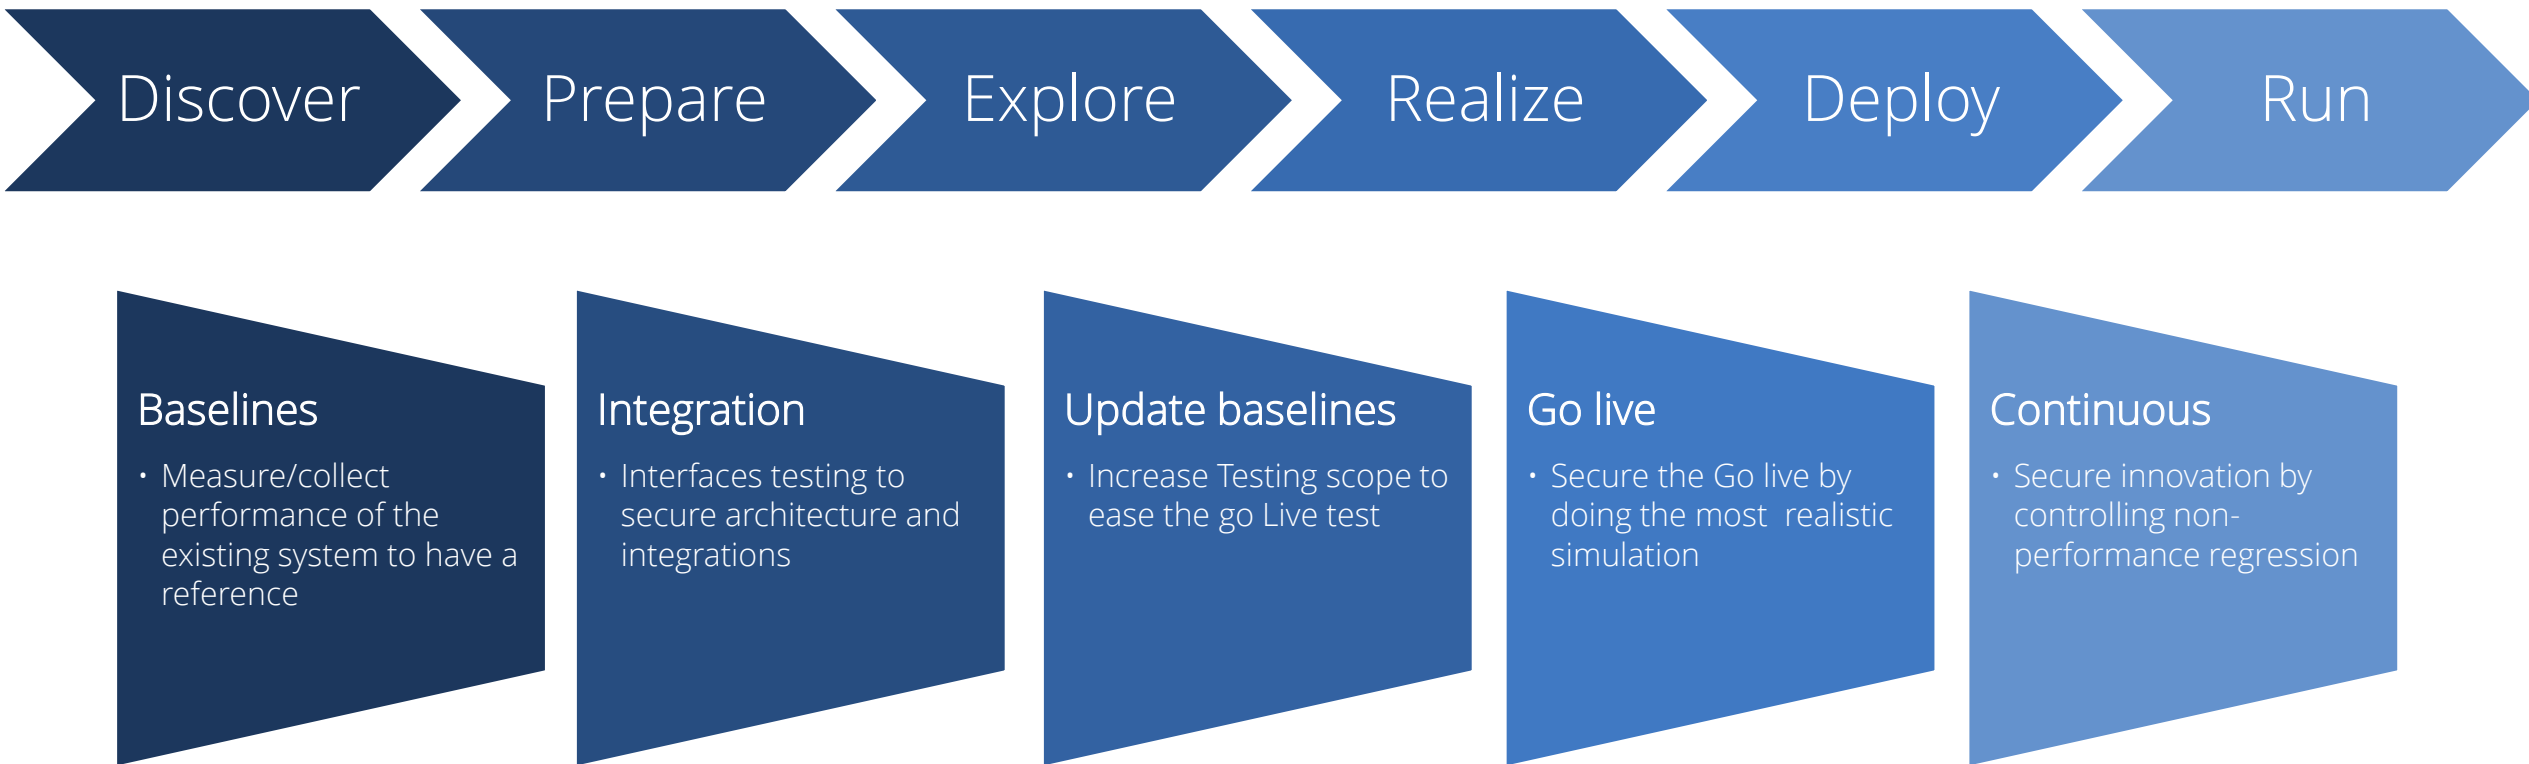 Discover
Prepare
Explore
Realize
Deploy
Run
Baselines
• Measure/collect
performance of the
existing system to have a
reference
Integration
• Interfaces testing to
secure architecture and
integrations
Update baselines
• Increase Testing scope to
ease the go Live test
Go live
• Secure the Go live by
doing the most  realistic
simulation
Continuous
• Secure innovation by
controlling non-
performance regression